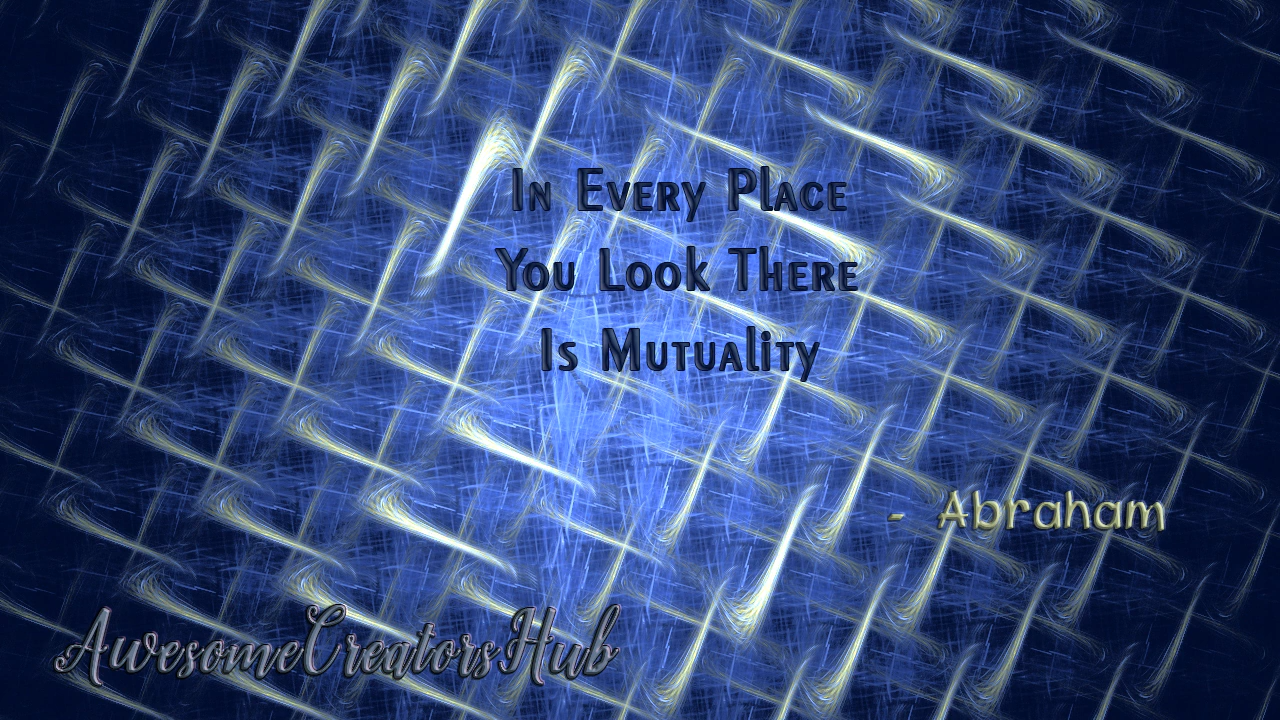 In Every Place
You Look There
Is Mutuality
- Abraham
AwesomeCreatorsHub